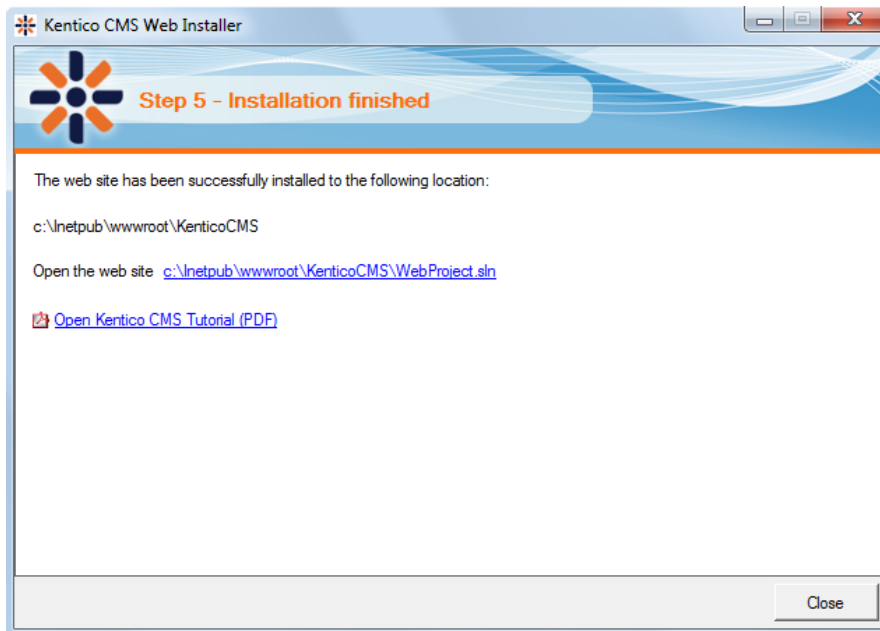 Kentico CMS Web Installer
Step 5 - Installation finished
The web site has been successfully installed to the following location:
c:\Inetpub\wwwroot\KenticoCMS
Open the web site c:\Inetpub\wwwroot\KenticoCMS\WebProject.sln
Open Kentico CMS Tutorial (PDF)
Close